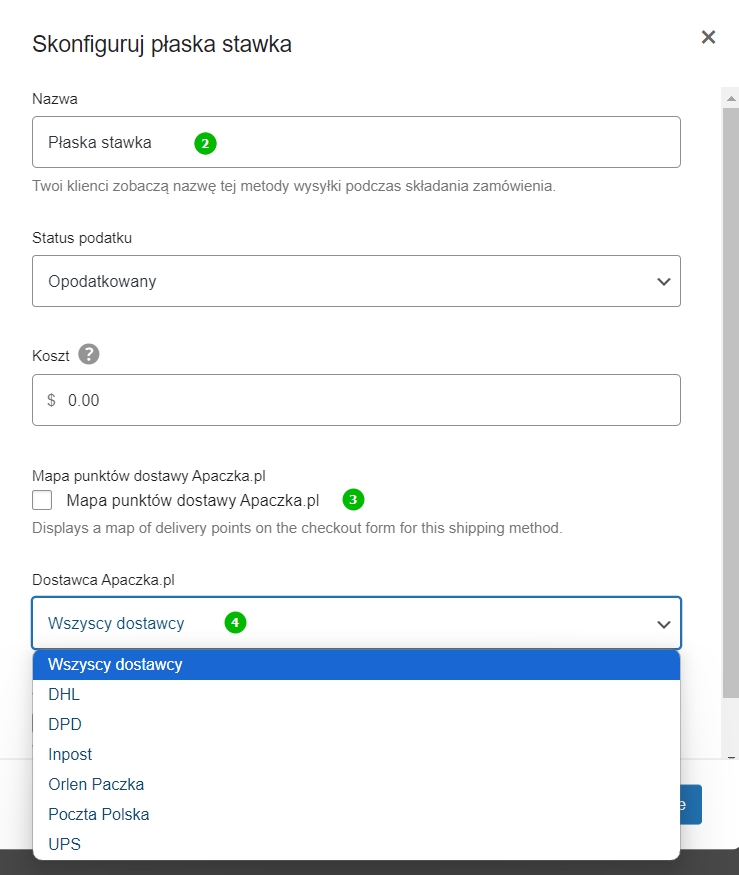 Skonfiguruj płaska stawka
×
Nazwa
Płaska stawka 2
Twoi klienci zobaczą nazwę tej metody wysyłki podczas składania zamówienia.
Status podatku
Opodatkowany
Koszt ?
$ 0.00
Mapa punktów dostawy Apaczka.pl
Mapa punktów dostawy Apaczka.pl 3
Displays a map of delivery points on the checkout form for this shipping method.
Dostawca Apaczka.pl
Wszyscy dostawcy 4
Wszyscy dostawcy
DHL
DPD
Inpost
Orlen Paczka
Poczta Polska
UPS